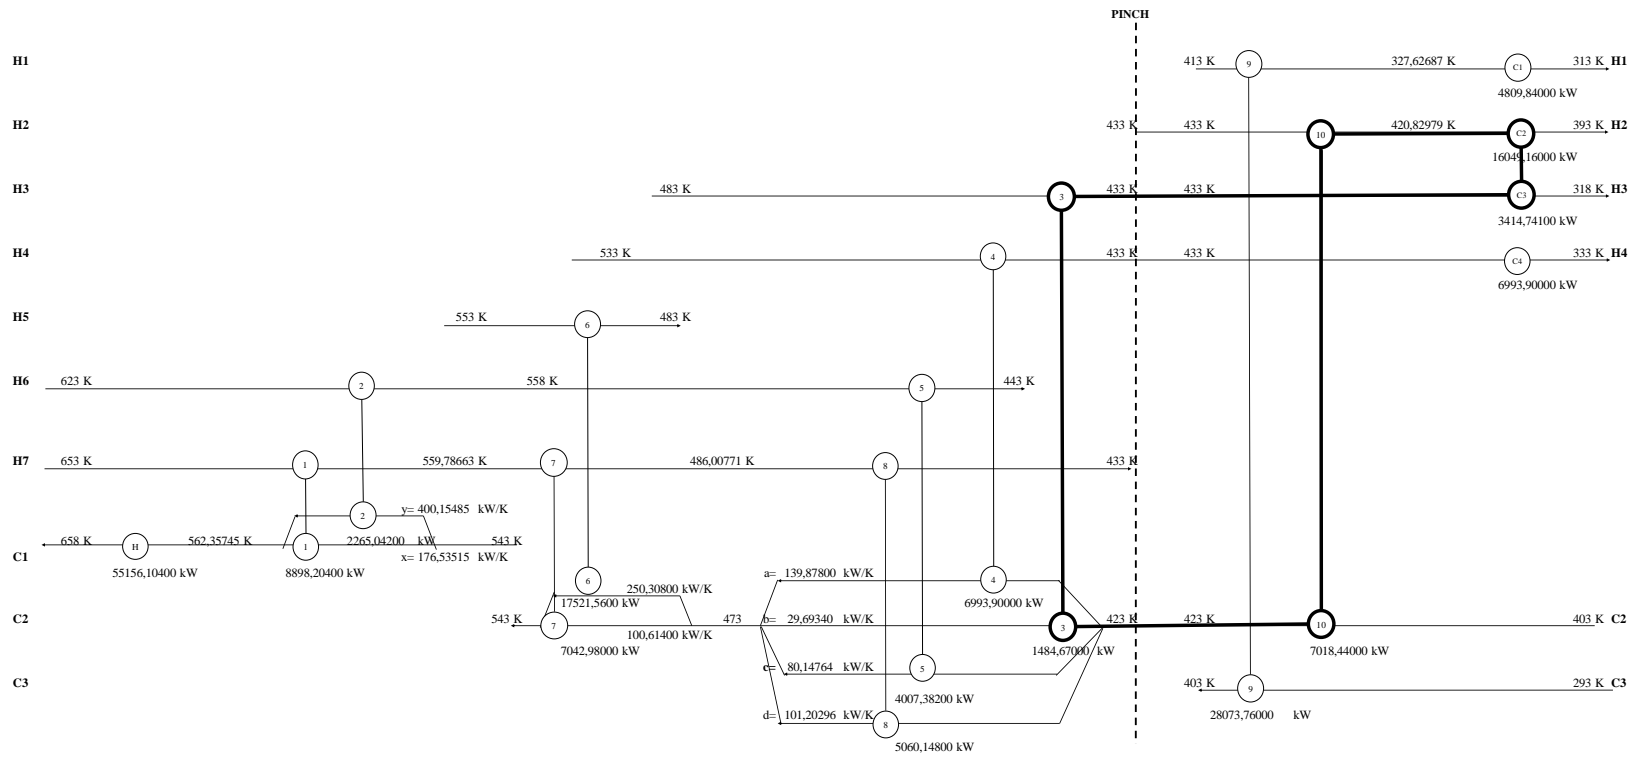 PINCH
H1 413 K 9 327,62687 K C1 313 K H1
4809,84000 kW
H2 433 K 433 K 10 420,82979 K C2 393 K H2
16049,16000 kW
H3 483 K 3 433 K 433 K C3 318 K H3
3414,74100 kW
H4 533 K 4 433 K 433 K C4 333 K H4
6993,90000 kW
H5 553 K 6 483 K
H6 623 K 2 558 K 5 443 K
H7 653 K 1 559,78663 K 7 486,00771 K 8 433 K
2 y= 400,15485 kW/K
C1 658 K H 562,35745 K 1 2265,04200 kW 543 K
x= 176,53515 kW/K
55156,10400 kW 8898,20400 kW
6 a= 139,87800 kW/K 4
250,30800 kW/K
17521,5600 kW 6993,90000 kW
C2 543 K 7 473 b= 29,69340 kW/K 3 423 K 423 K 10 403 K C2
100,61400 kW/K
7042,98000 kW 1484,67000 kW 7018,44000 kW
c= 80,14764 kW/K 5
C3 403 K 9 293 K C3
4007,38200 kW
28073,76000 kW
d= 101,20296 kW/K 8
5060,14800 kW